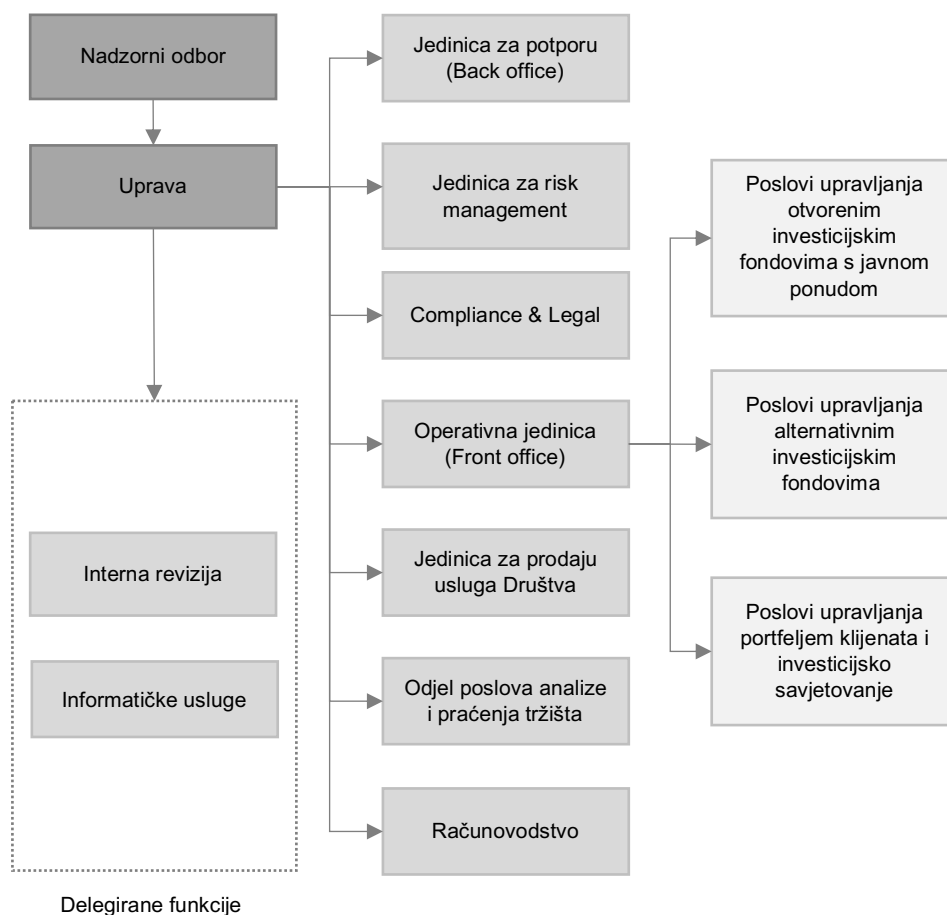 Nadzorni odbor
Uprava
Jedinica za potporu
(Back office)
Jedinica za risk
management
Compliance & Legal
Operativna jedinica
(Front office)
Jedinica za prodaju
usluga Društva
Odjel poslova analize
i praćenja tržišta
Računovodstvo
Poslovi upravljanja
otvorenim
investicijskim
fondovima s javnom
ponudom
Poslovi upravljanja
alternativnim
investicijskim
fondovima
Poslovi upravljanja
portfeljem klijenata i
investicijsko
savjetovanje
Interna revizija
Informatičke usluge
Delegirane funkcije